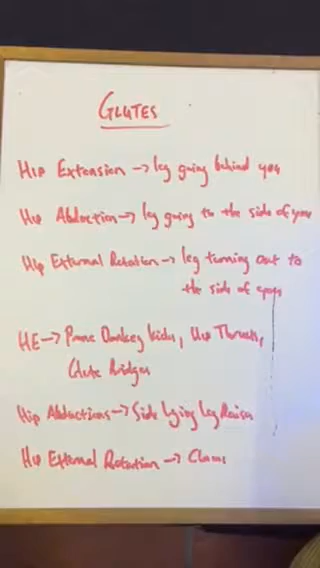 GLUTES
Hip Extension → leg going behind you
Hip Abduction → leg going to the side of you
Hip External Rotation → leg turning out to
the side of you
HE → Prone Donkey kicks, Hip Thrusts,
Glute Bridges
Hip Abductions → Side lying leg Raises
Hip External Rotation → Clams